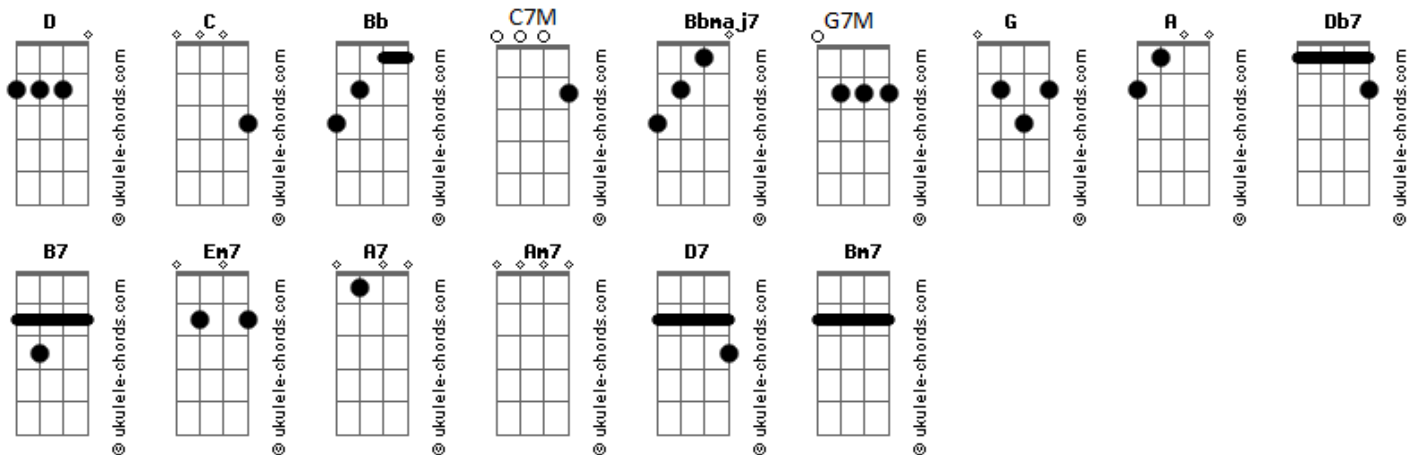 D C Bb C7M Bbmaj7 G7M G A Db7
© ukulele-chords.com © ukulele-chords.com © ukulele-chords.com © ukulele-chords.com © ukulele-chords.com © ukulele-chords.com © ukulele-chords.com © ukulele-chords.com © ukulele-chords.com
B7 Em7 A7 Am7 D7 Bm7
© ukulele-chords.com © ukulele-chords.com © ukulele-chords.com © ukulele-chords.com © ukulele-chords.com © ukulele-chords.com